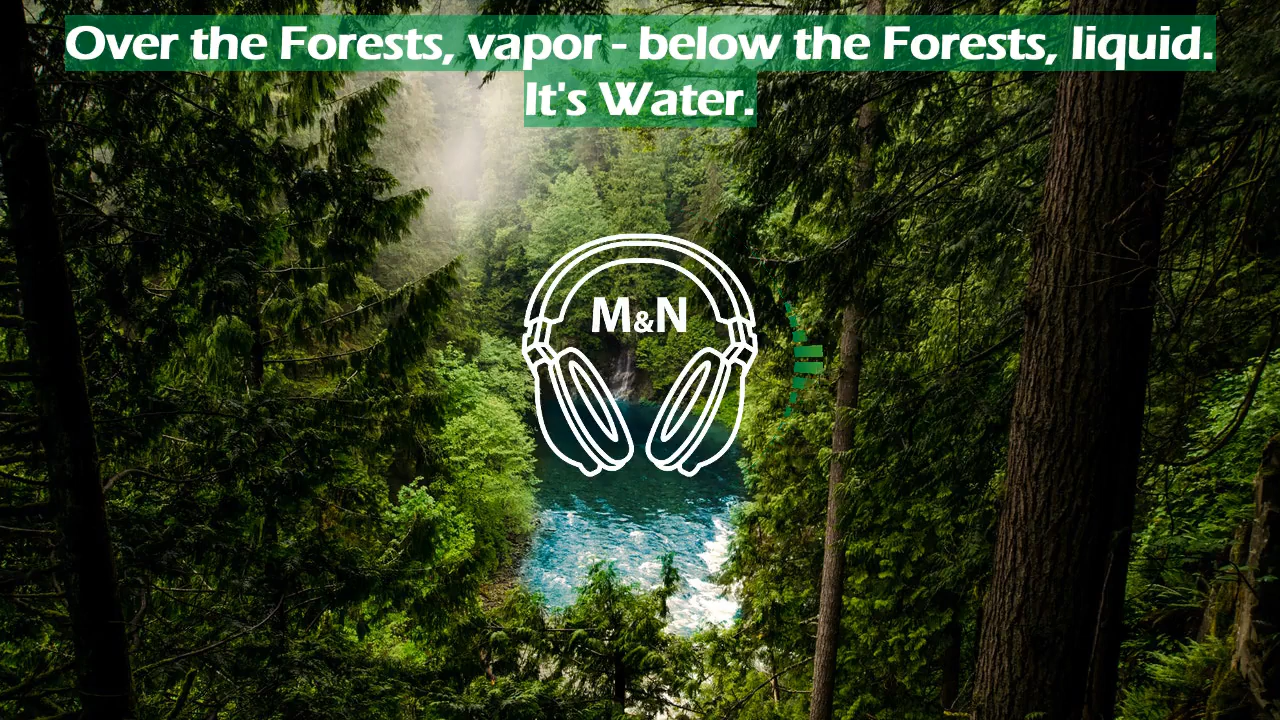 Over the Forests, vapor - below the Forests, liquid.
It's Water.
M&N